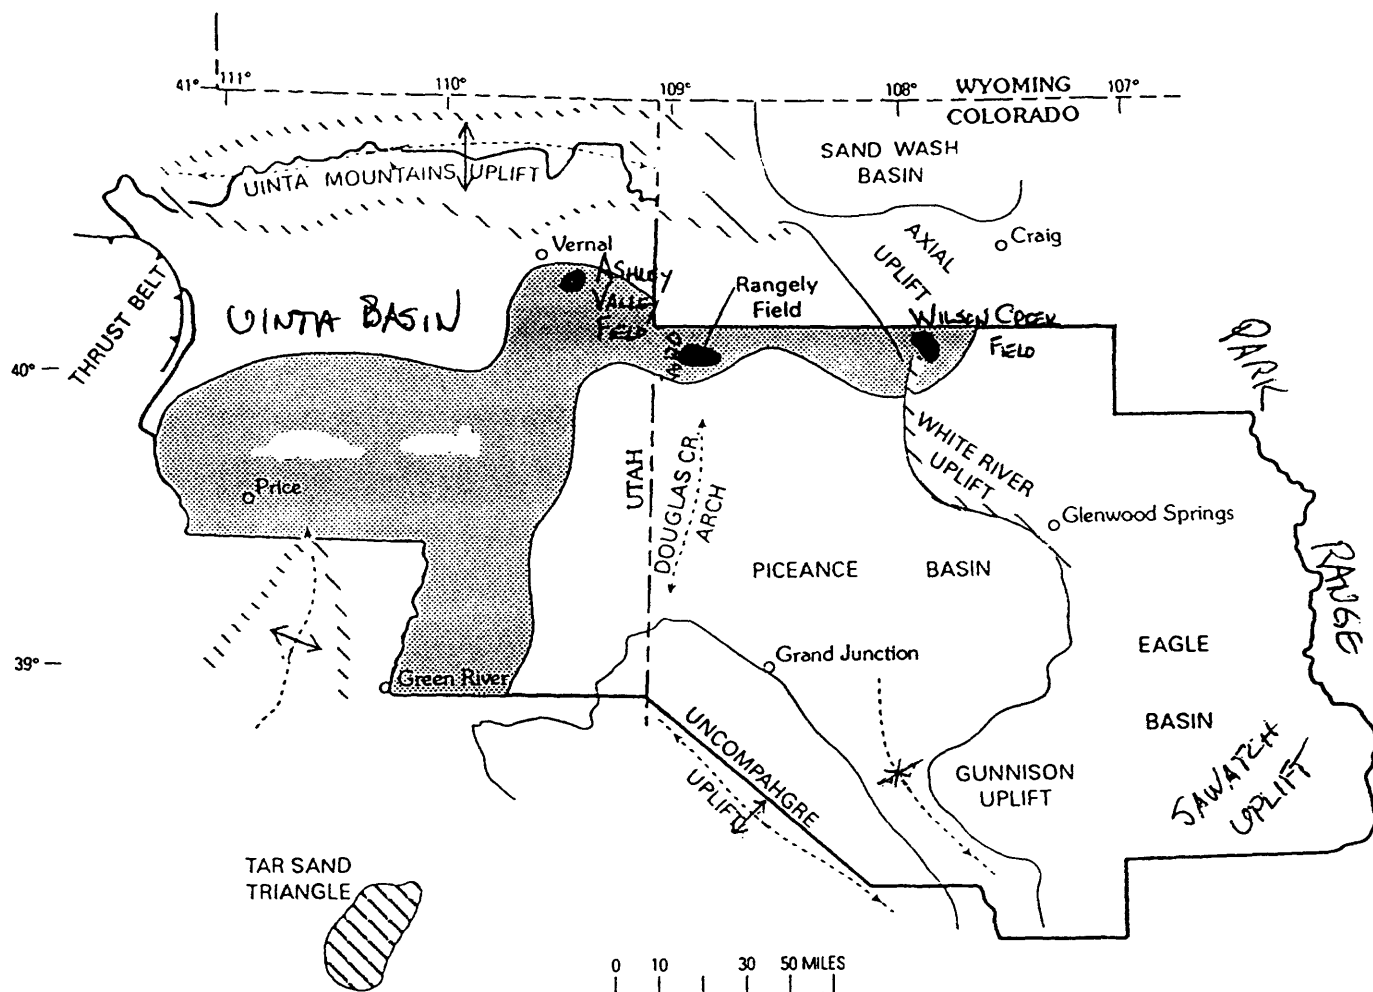 41° 111° 110° 109° 108° 107°
WYOMING
COLORADO
SAND WASH
BASIN
UINTA MOUNTAINS UPLIFT
AXIAL
UPLIFT
Craig
Vernal
ASHLEY
VALLEY
FIELD
Rangely
Field
WILSON CREEK
FIELD
THRUST BELT
UINTA BASIN
40°
PARK
RANGE
WHITE RIVER
UPLIFT
Price
UTAH
DOUGLAS CR.
ARCH
Glenwood Springs
PICEANCE BASIN
39°
EAGLE
BASIN
Grand Junction
Green River
UNCOMPAHGRE
UPLIFT
GUNNISON
UPLIFT
SAWATCH
UPLIFT
TAR SAND
TRIANGLE
0 10 30 50 MILES